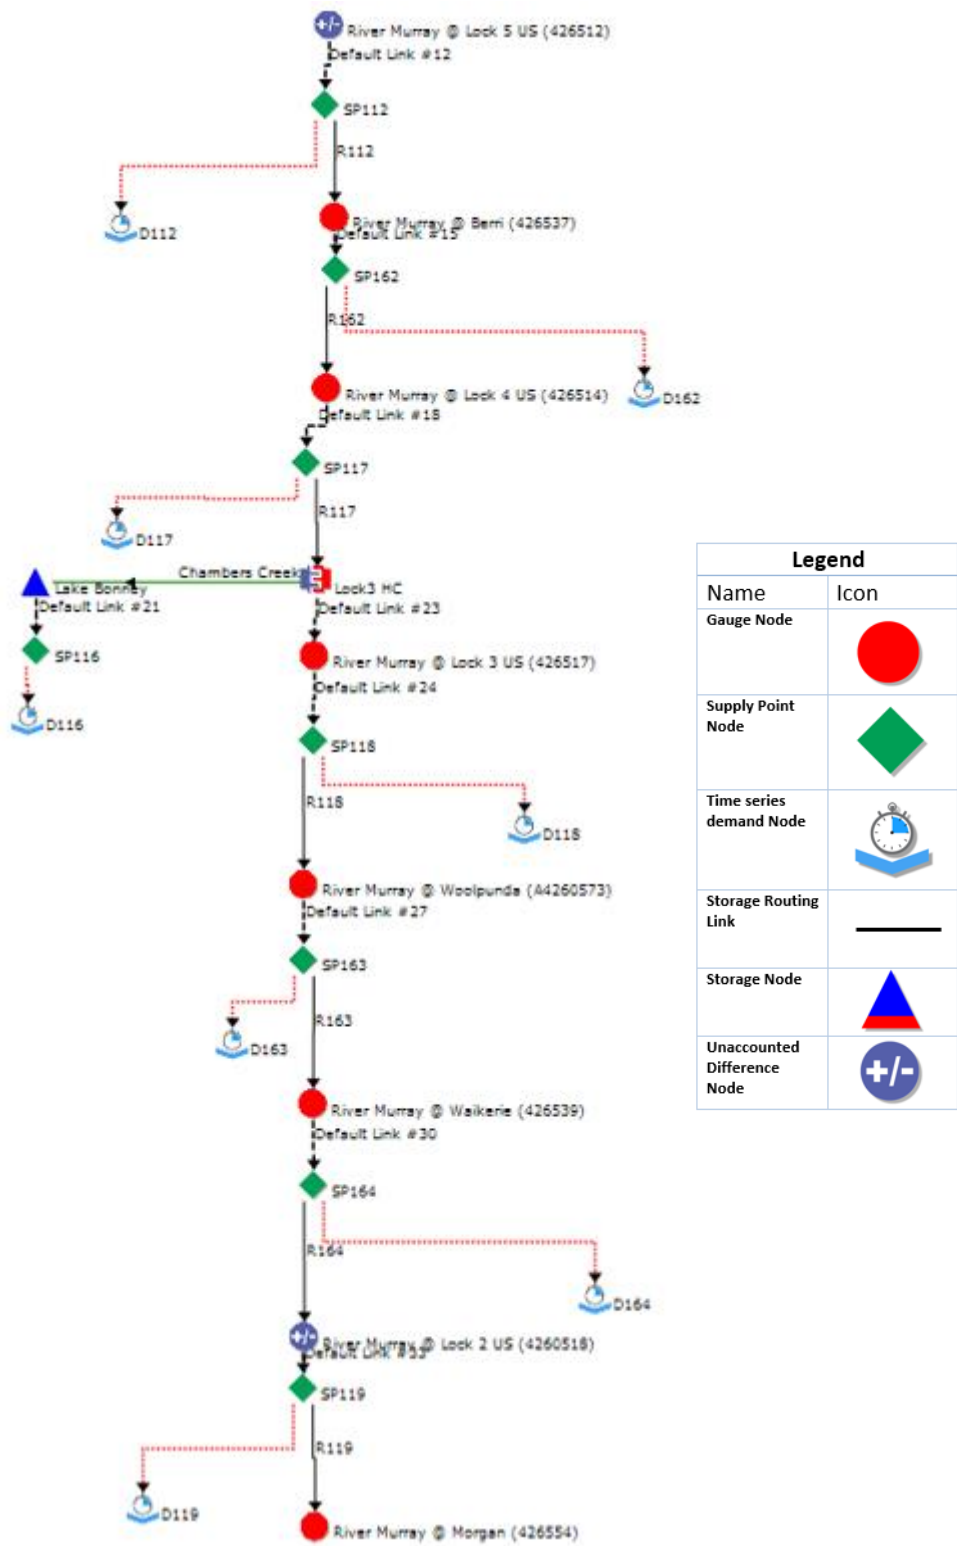 River Murray @ Lock 5 US (426512)
Default Link #12
SP112
R112
D112
River Murray @ Berri (426537)
Default Link #15
SP162
R162
D162
River Murray @ Lock 4 US (426514)
Default Link #18
SP117
R117
D117
Chambers Creek
Lake Bonney
Lock3 HC
Default Link #21
Default Link #23
SP116
D116
River Murray @ Lock 3 US (426517)
Default Link #24
SP118
R118
D118
River Murray @ Woolpunda (A4260573)
Default Link #27
SP163
R163
D163
River Murray @ Waikerie (426539)
Default Link #30
SP164
R164
D164
River Murray @ Lock 2 US (4260518)
Default Link #33
SP119
R119
D119
River Murray @ Morgan (426554)
Legend
Name Icon
Gauge Node
Supply Point
Node
Time series
demand Node
Storage Routing
Link
Storage Node
Unaccounted
Difference
Node
+/-
+/-
+/-